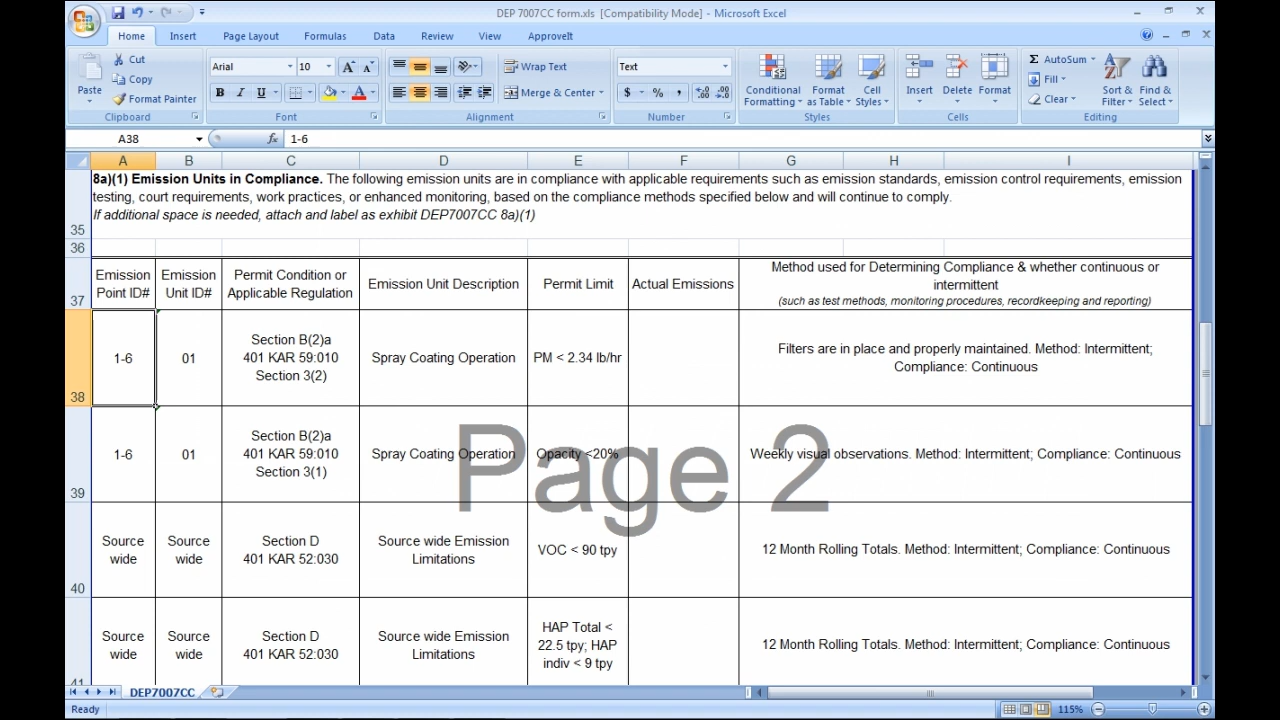 DEP 7007CC form.xls [Compatibility Mode] - Microsoft Excel
Home Insert Page Layout Formulas Data Review View ApproveIt
Paste
Cut
Copy
Format Painter
Clipboard
Arial 10
B I U
Font
Wrap Text
Merge & Center
Alignment
Text
$ % ,
Number
Conditional Formatting
Format as Table
Cell Styles
Styles
Insert Delete Format
Cells
Σ AutoSum
Fill
Clear
Sort & Filter
Find & Select
Editing
A38 fx 1-6
A B C D E F G H I
8a)(1) Emission Units in Compliance. The following emission units are in compliance with applicable requirements such as emission standards, emission control requirements, emission
testing, court requirements, work practices, or enhanced monitoring, based on the compliance methods specified below and will continue to comply.
If additional space is needed, attach and label as exhibit DEP7007CC 8a)(1)
35
36
37
Emission Point ID#
Emission Unit ID#
Permit Condition or Applicable Regulation
Emission Unit Description
Permit Limit
Actual Emissions
Method used for Determining Compliance & whether continuous or
intermittent
(such as test methods, monitoring procedures, recordkeeping and reporting)
38
1-6
01
Section B(2)a
401 KAR 59:010
Section 3(2)
Spray Coating Operation
PM < 2.34 lb/hr
Filters are in place and properly maintained. Method: Intermittent;
Compliance: Continuous
39
1-6
01
Section B(2)a
401 KAR 59:010
Section 3(1)
Spray Coating Operation
Opacity <20%
Weekly visual observations. Method: Intermittent; Compliance: Continuous
Page 2
40
Source wide
Source wide
Section D
401 KAR 52:030
Source wide Emission
Limitations
VOC < 90 tpy
12 Month Rolling Totals. Method: Intermittent; Compliance: Continuous
41
Source wide
Source wide
Section D
401 KAR 52:030
Source wide Emission
Limitations
HAP Total <
22.5 tpy; HAP
indiv < 9 tpy
12 Month Rolling Totals. Method: Intermittent; Compliance: Continuous
DEP7007CC
Ready 115%